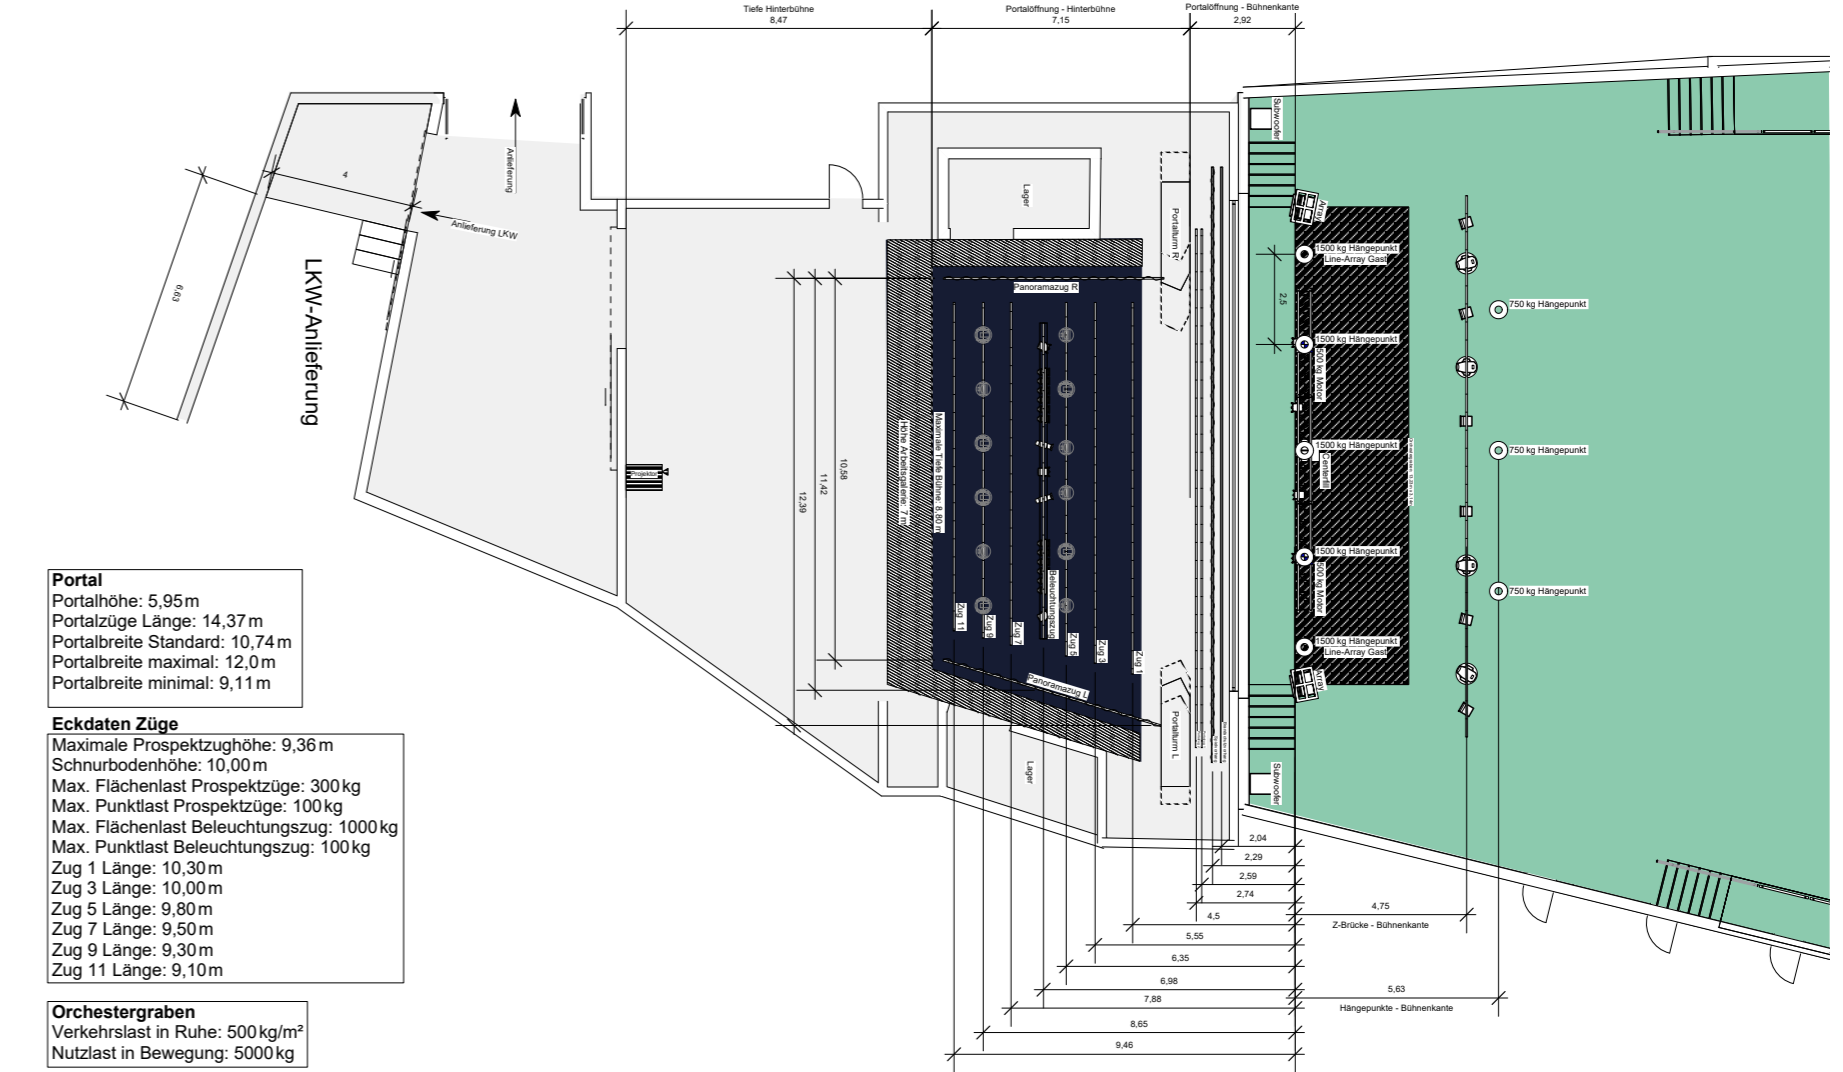 Tiefe Hinterbühne
8,47
Portalöffnung - Hinterbühne
7,15
Portalöffnung - Bühnenkante
2,92
Subwoofer
Anlieferung
4
Anlieferung LKW
6,63
LKW-Anlieferung
Lager
Portalturm R
Array
1500 kg Hängepunkt
Line-Array Gast
2,5
750 kg Hängepunkt
Panoramazug R
1500 kg Hängepunkt
500 kg Motor
Projektor
Höhe Arbeitsgalerie: 7 m
Maximale Tiefe Bühne: 8,80 m
10,58
11,42
12,39
1500 kg Hängepunkt
Centerfill
750 kg Hängepunkt
1500 kg Hängepunkt
500 kg Motor
750 kg Hängepunkt
Beleuchtungszug
Zug 11
Zug 9
Zug 7
Zug 5
Zug 3
Zug 1
1500 kg Hängepunkt
Line-Array Gast
Array
Panoramazug L
Portalturm L
Lager
Subwoofer
2,04
2,29
2,59
2,74
4,5
5,55
6,35
6,98
7,88
8,65
9,46
4,75
Z-Brücke - Bühnenkante
5,63
Hängepunkte - Bühnenkante
Portal
Portalhöhe: 5,95 m
Portalzüge Länge: 14,37 m
Portalbreite Standard: 10,74 m
Portalbreite maximal: 12,0 m
Portalbreite minimal: 9,11 m
Eckdaten Züge
Maximale Prospektzughöhe: 9,36 m
Schnurbodenhöhe: 10,00 m
Max. Flächenlast Prospektzüge: 300 kg
Max. Punktlast Prospektzüge: 100 kg
Max. Flächenlast Beleuchtungszug: 1000 kg
Max. Punktlast Beleuchtungszug: 100 kg
Zug 1 Länge: 10,30 m
Zug 3 Länge: 10,00 m
Zug 5 Länge: 9,80 m
Zug 7 Länge: 9,50 m
Zug 9 Länge: 9,30 m
Zug 11 Länge: 9,10 m
Orchestergraben
Verkehrslast in Ruhe: 500 kg/m²
Nutzlast in Bewegung: 5000 kg